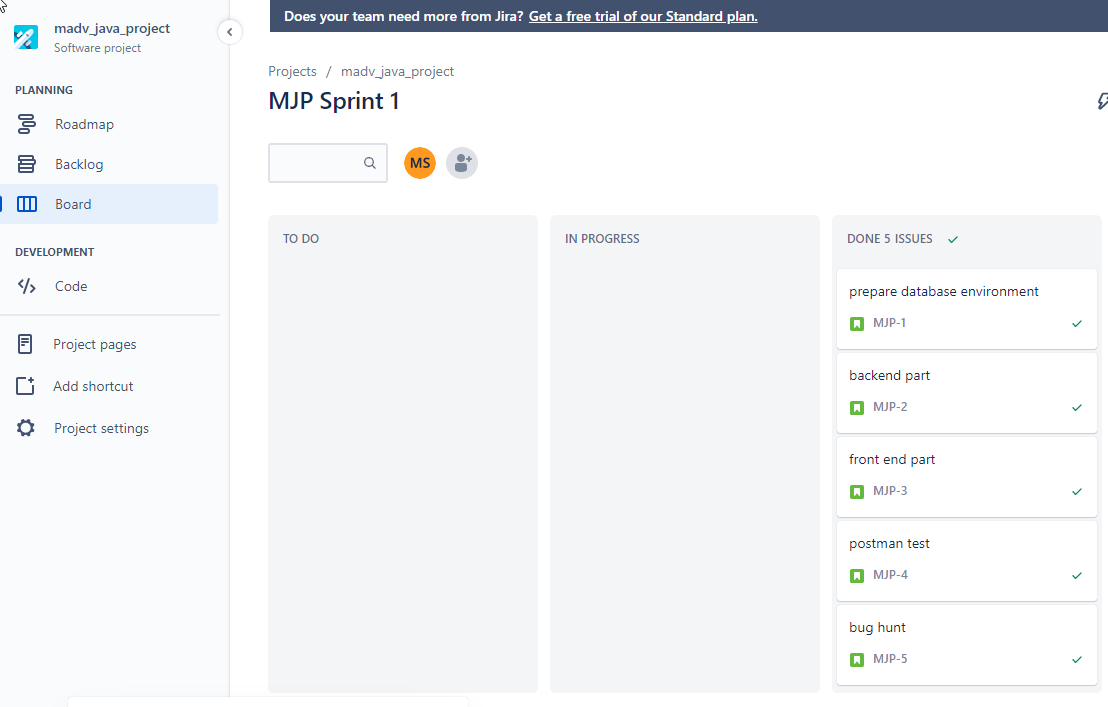 madv_java_project
Software project
PLANNING
Roadmap
Backlog
Board
DEVELOPMENT
Code
Project pages
Add shortcut
Project settings
Does your team need more from Jira? Get a free trial of our Standard plan.
Projects / madv_java_project
MJP Sprint 1
MS
TO DO
IN PROGRESS
DONE 5 ISSUES
prepare database environment
MJP-1
backend part
MJP-2
front end part
MJP-3
postman test
MJP-4
bug hunt
MJP-5